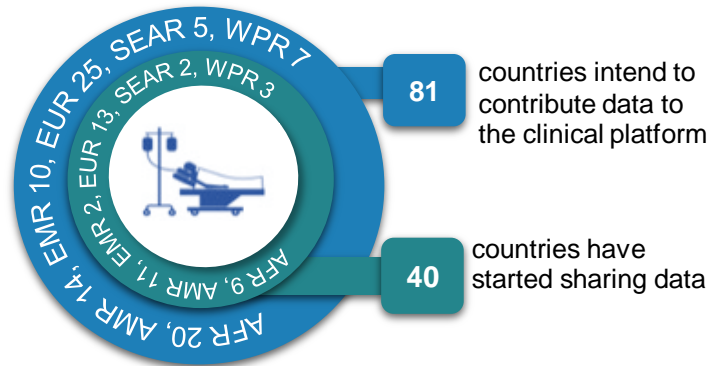 AFR 20, AMR 14, EMR 10, EUR 25, SEAR 5, WPR 7
AFR 9, AMR 11, EMR 2, EUR 13, SEAR 2, WPR 3
81
countries intend to
contribute data to
the clinical platform
40
countries have
started sharing data